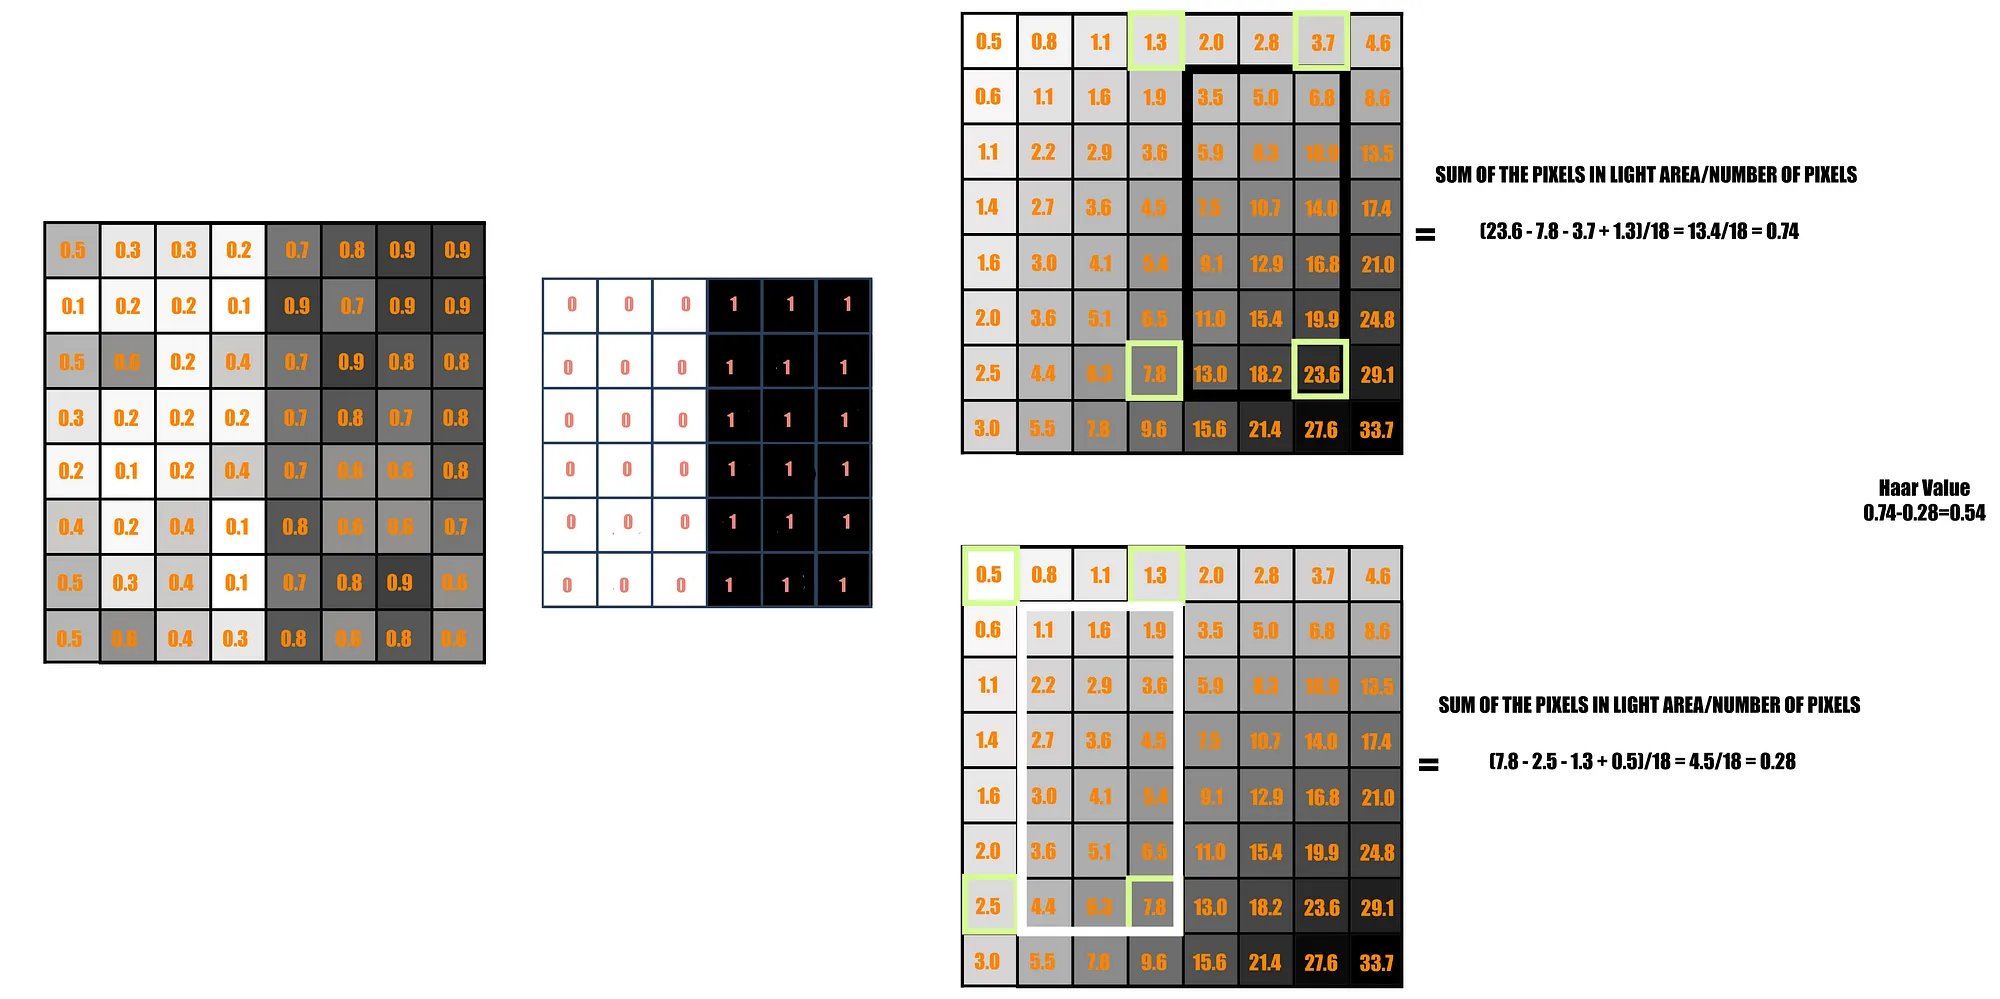 0.5 0.3 0.3 0.2 0.7 0.8 0.9 0.9
0.1 0.2 0.2 0.1 0.9 0.7 0.9 0.9
0.5 0.6 0.2 0.4 0.7 0.9 0.8 0.8
0.3 0.2 0.2 0.2 0.7 0.8 0.7 0.8
0.2 0.1 0.2 0.4 0.7 0.6 0.6 0.8
0.4 0.2 0.4 0.1 0.8 0.6 0.6 0.7
0.5 0.3 0.4 0.1 0.7 0.8 0.9 0.6
0.5 0.6 0.4 0.3 0.8 0.6 0.8 0.6
0 0 0 1 1 1
0 0 0 1 1 1
0 0 0 1 1 1
0 0 0 1 1 1
0 0 0 1 1 1
0 0 0 1 1 1
0.5 0.8 1.1 1.3 2.0 2.8 3.7 4.6
0.6 1.1 1.6 1.9 3.5 5.0 6.8 8.6
1.1 2.2 2.9 3.6 5.9 8.3 10.9 13.5
1.4 2.7 3.6 4.5 7.5 10.7 14.0 17.4
1.6 3.0 4.1 5.4 9.1 12.9 16.8 21.0
2.0 3.6 5.1 6.5 11.0 15.4 19.9 24.8
2.5 4.4 6.3 7.8 13.0 18.2 23.6 29.1
3.0 5.5 7.8 9.6 15.6 21.4 27.6 33.7
SUM OF THE PIXELS IN LIGHT AREA/NUMBER OF PIXELS
= (23.6 - 7.8 - 3.7 + 1.3)/18 = 13.4/18 = 0.74
0.5 0.8 1.1 1.3 2.0 2.8 3.7 4.6
0.6 1.1 1.6 1.9 3.5 5.0 6.8 8.6
1.1 2.2 2.9 3.6 5.9 8.3 10.9 13.5
1.4 2.7 3.6 4.5 7.5 10.7 14.0 17.4
1.6 3.0 4.1 5.4 9.1 12.9 16.8 21.0
2.0 3.6 5.1 6.5 11.0 15.4 19.9 24.8
2.5 4.4 6.3 7.8 13.0 18.2 23.6 29.1
3.0 5.5 7.8 9.6 15.6 21.4 27.6 33.7
SUM OF THE PIXELS IN LIGHT AREA/NUMBER OF PIXELS
= (7.8 - 2.5 - 1.3 + 0.5)/18 = 4.5/18 = 0.28
Haar Value
0.74-0.28=0.54